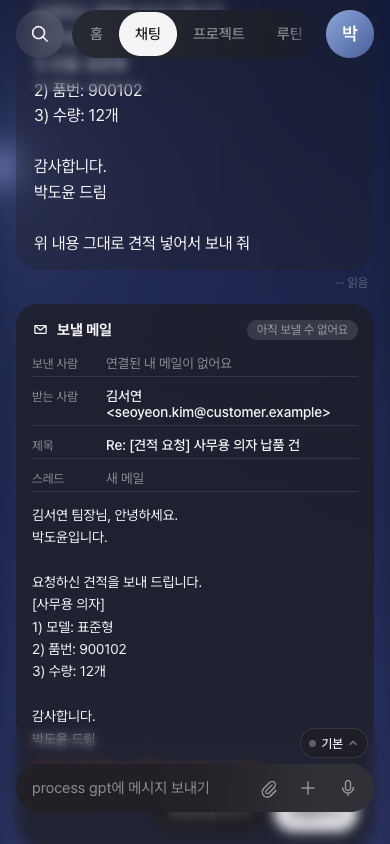 홈 채팅 프로젝트 루틴 박
2) 품번: 900102
3) 수량: 12개
감사합니다.
박도윤 드림
위 내용 그대로 견적 넣어서 보내 줘
··· 읽음
보낼 메일 아직 보낼 수 없어요
보낸 사람 연결된 내 메일이 없어요
받는 사람 김서연
<seoyeon.kim@customer.example>
제목 Re: [견적 요청] 사무용 의자 납품 건
스레드 새 메일
김서연 팀장님, 안녕하세요.
박도윤입니다.
요청하신 견적을 보내 드립니다.
[사무용 의자]
1) 모델: 표준형
2) 품번: 900102
3) 수량: 12개
감사합니다.
박도윤 드림
기본
process gpt에 메시지 보내기